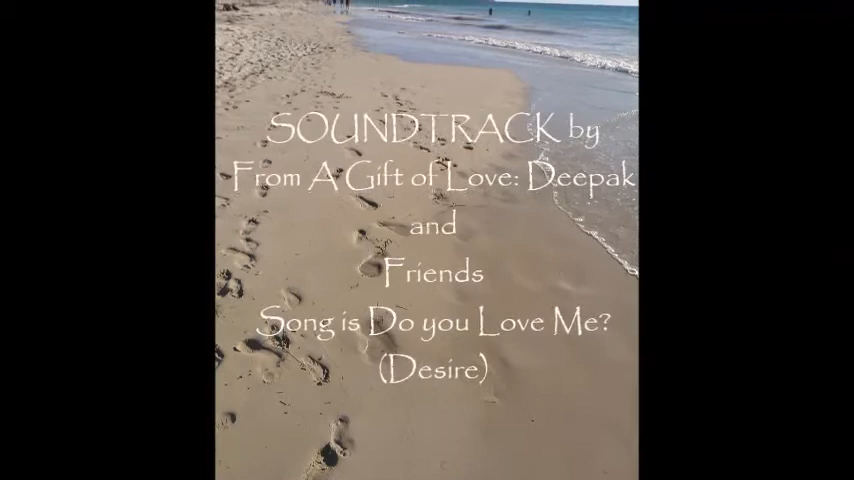 SOUNDTRACK by
From A Gift of Love: Deepak
and
Friends
Song is Do you Love Me?
(Desire)